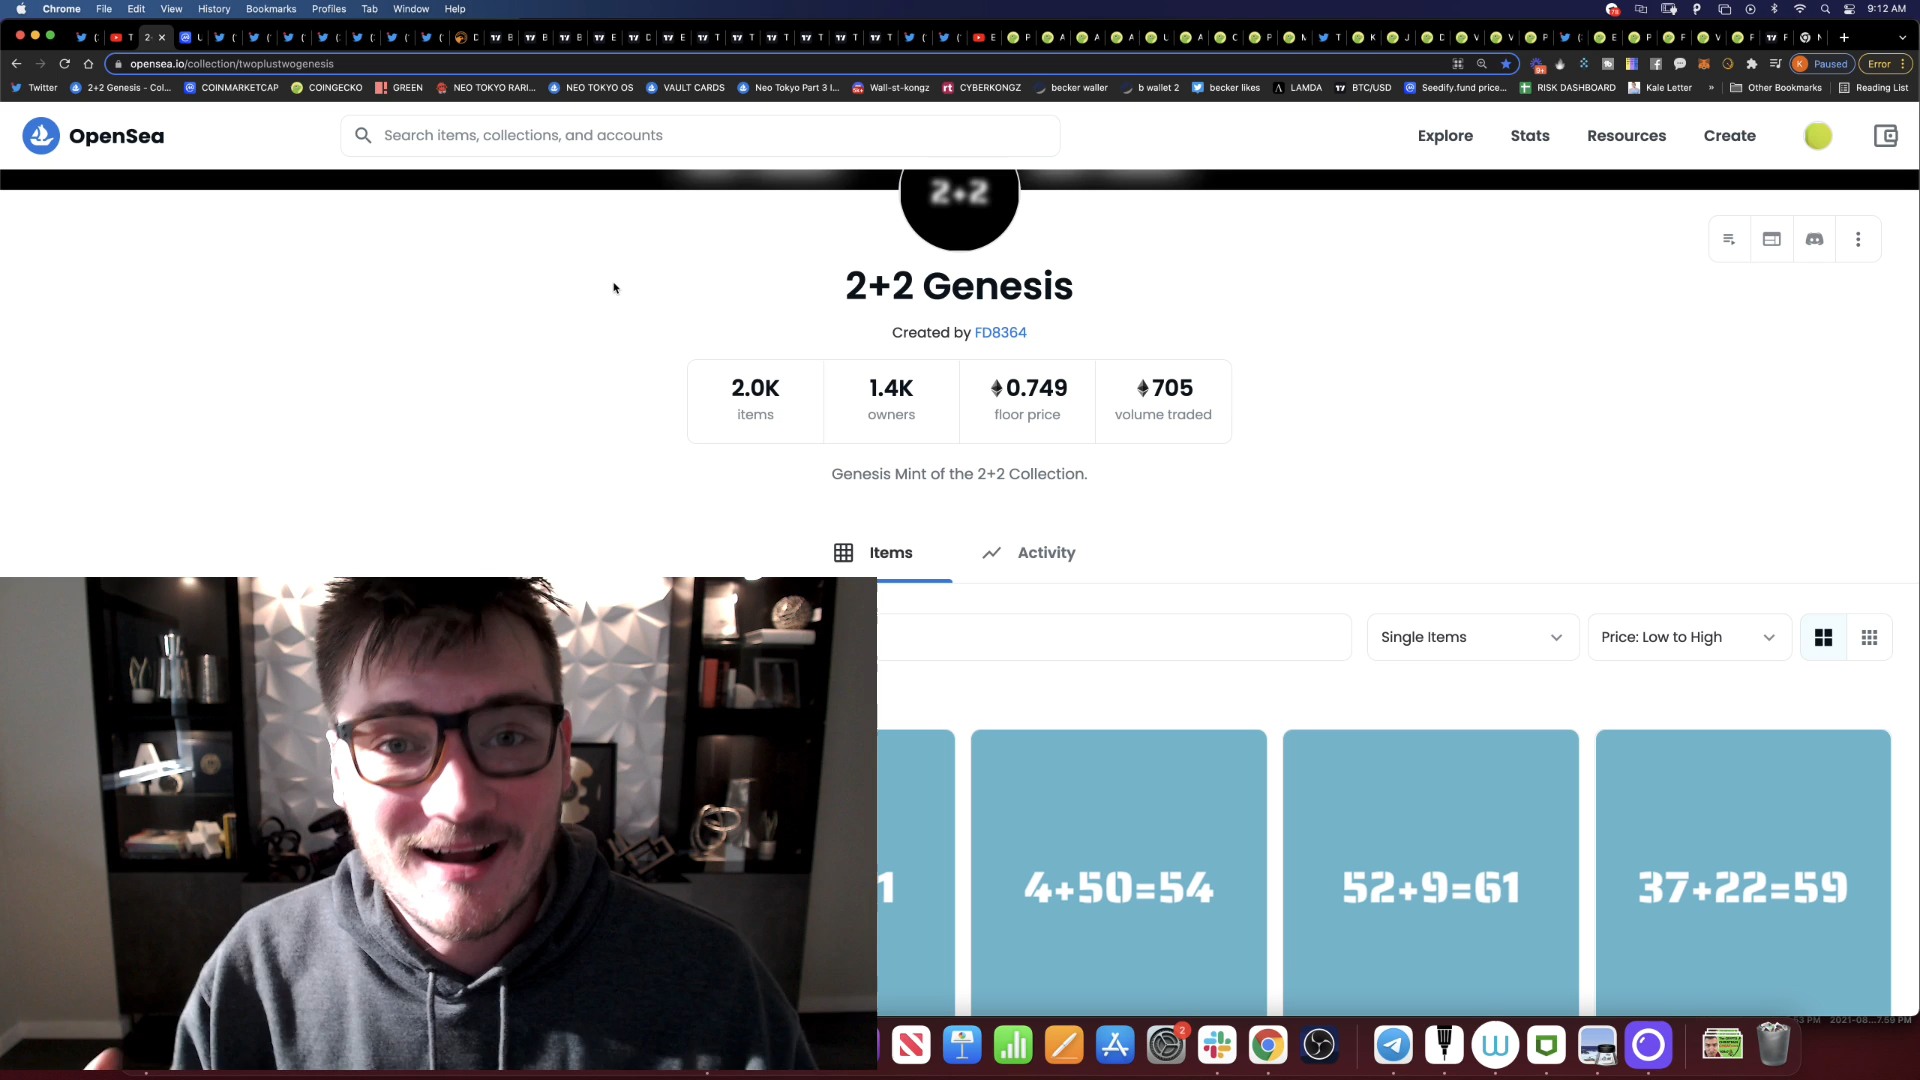 Chrome File Edit View History Bookmarks Profiles Tab Window Help 9:12 AM
opensea.io/collection/twoplustwogenesis Paused Error
Twitter 2+2 Genesis - Col... COINMARKETCAP COINGECKO GREEN NEO TOKYO RARI... NEO TOKYO OS VAULT CARDS Neo Tokyo Part 3 I... Wall-st-kongz CYBERKONGZ becker waller b wallet 2 becker likes LAMDA BTC/USD Seedify.fund price... RISK DASHBOARD Kale Letter » Other Bookmarks Reading List
OpenSea Search items, collections, and accounts Explore Stats Resources Create
2+2
2+2 Genesis
Created by FD8364
2.0K 1.4K 0.749 705
items owners floor price volume traded
Genesis Mint of the 2+2 Collection.
Items Activity
Single Items Price: Low to High
1 4+50=54 52+9=61 37+22=59
2